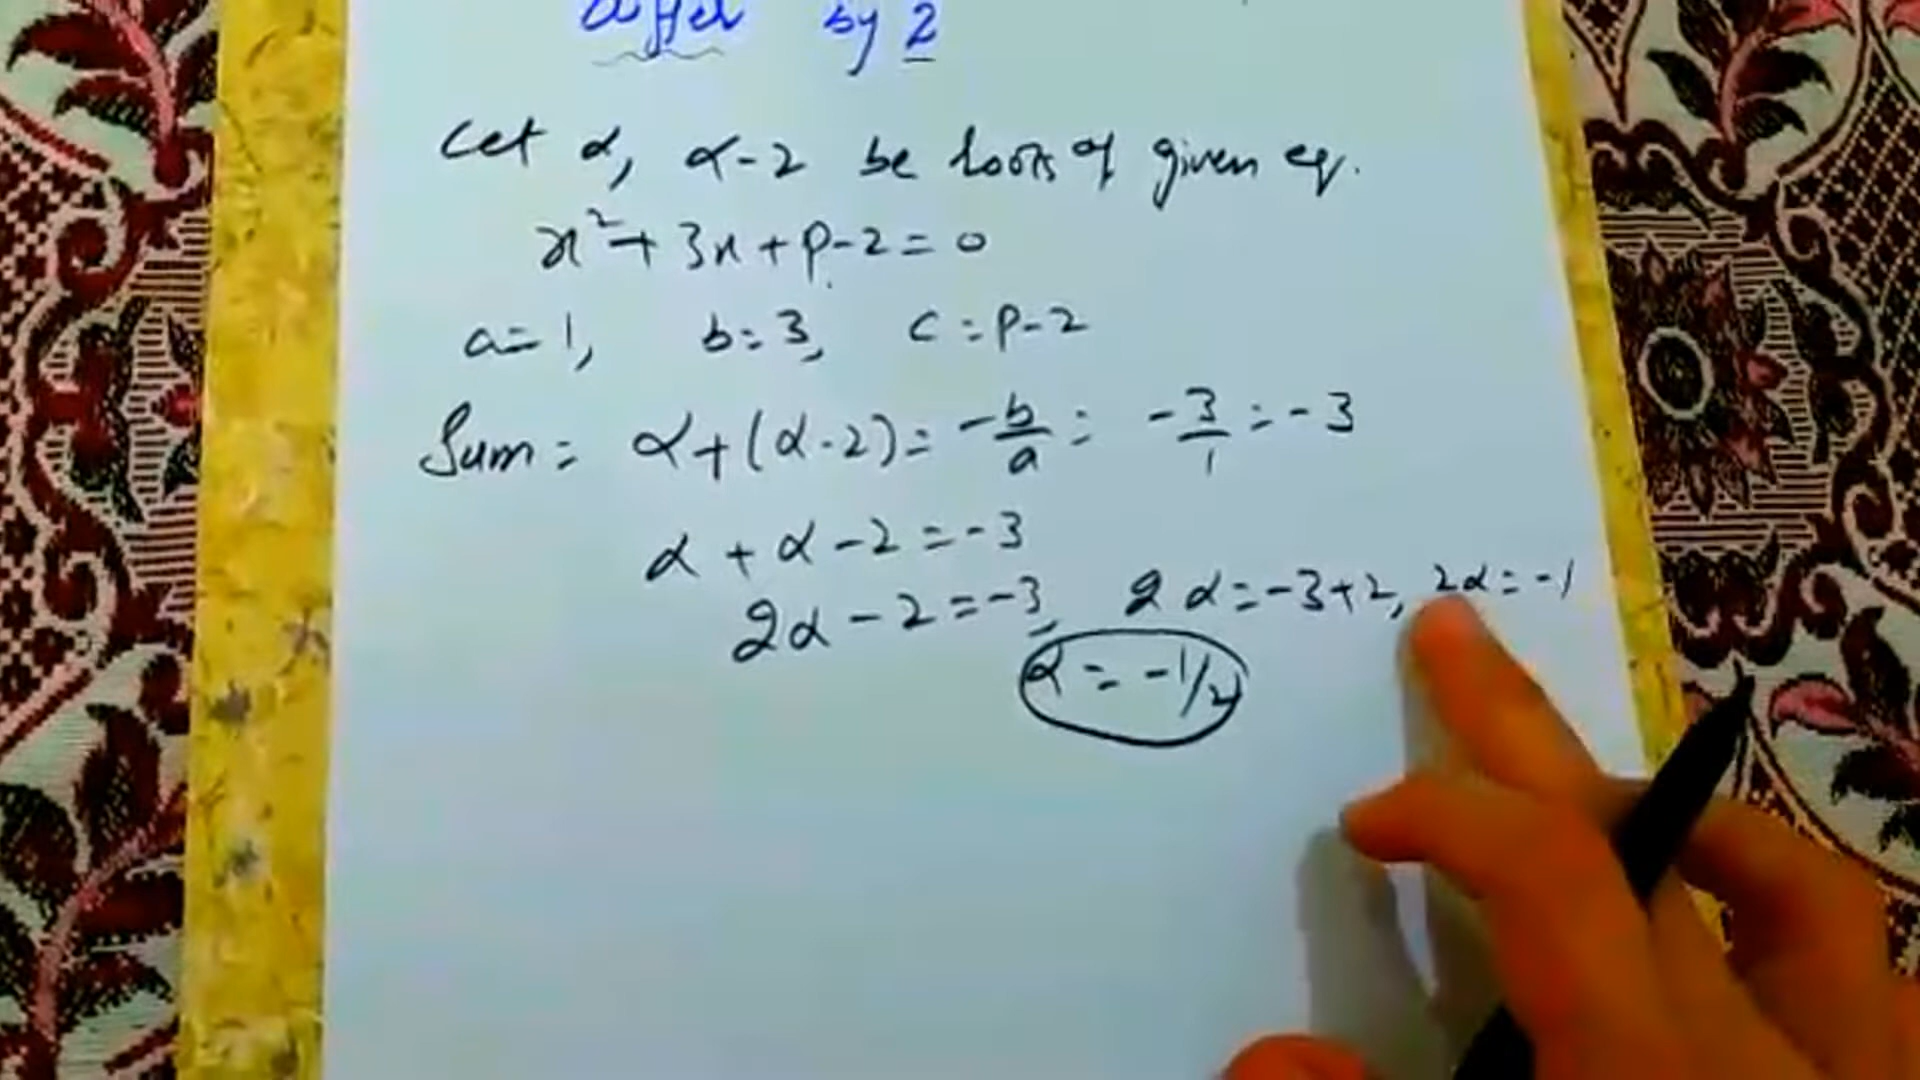 differ by 2
Let α, α-2 be roots of given eq.
x²+3x+p-2=0
a=1, b=3, c=p-2
Sum= α+(α-2)=-b/a=-3/1=-3
α+α-2=-3
2α-2=-3, 2α=-3+2, 2α=-1
α=-1/2